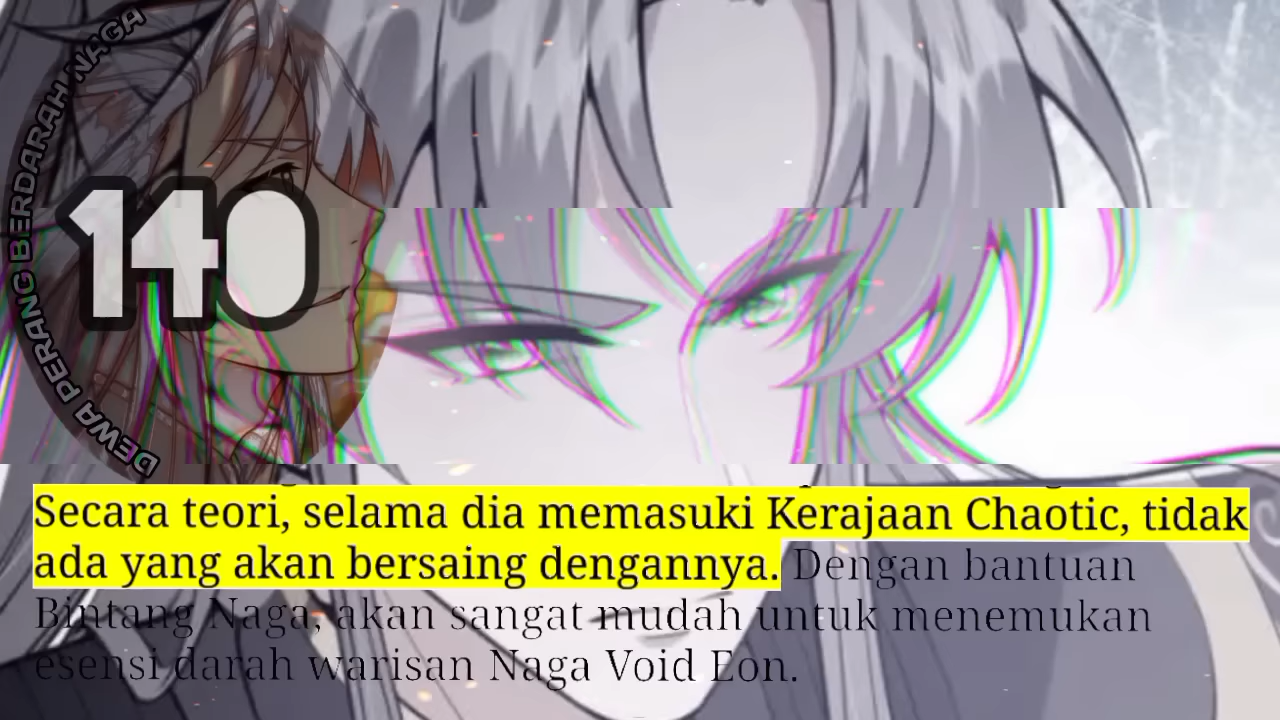 DEWA PERANG BERDARAH NAGA
140
Secara teori, selama dia memasuki Kerajaan Chaotic, tidak
ada yang akan bersaing dengannya. Dengan bantuan
Bintang Naga, akan sangat mudah untuk menemukan
esensi darah warisan Naga Void Eon.